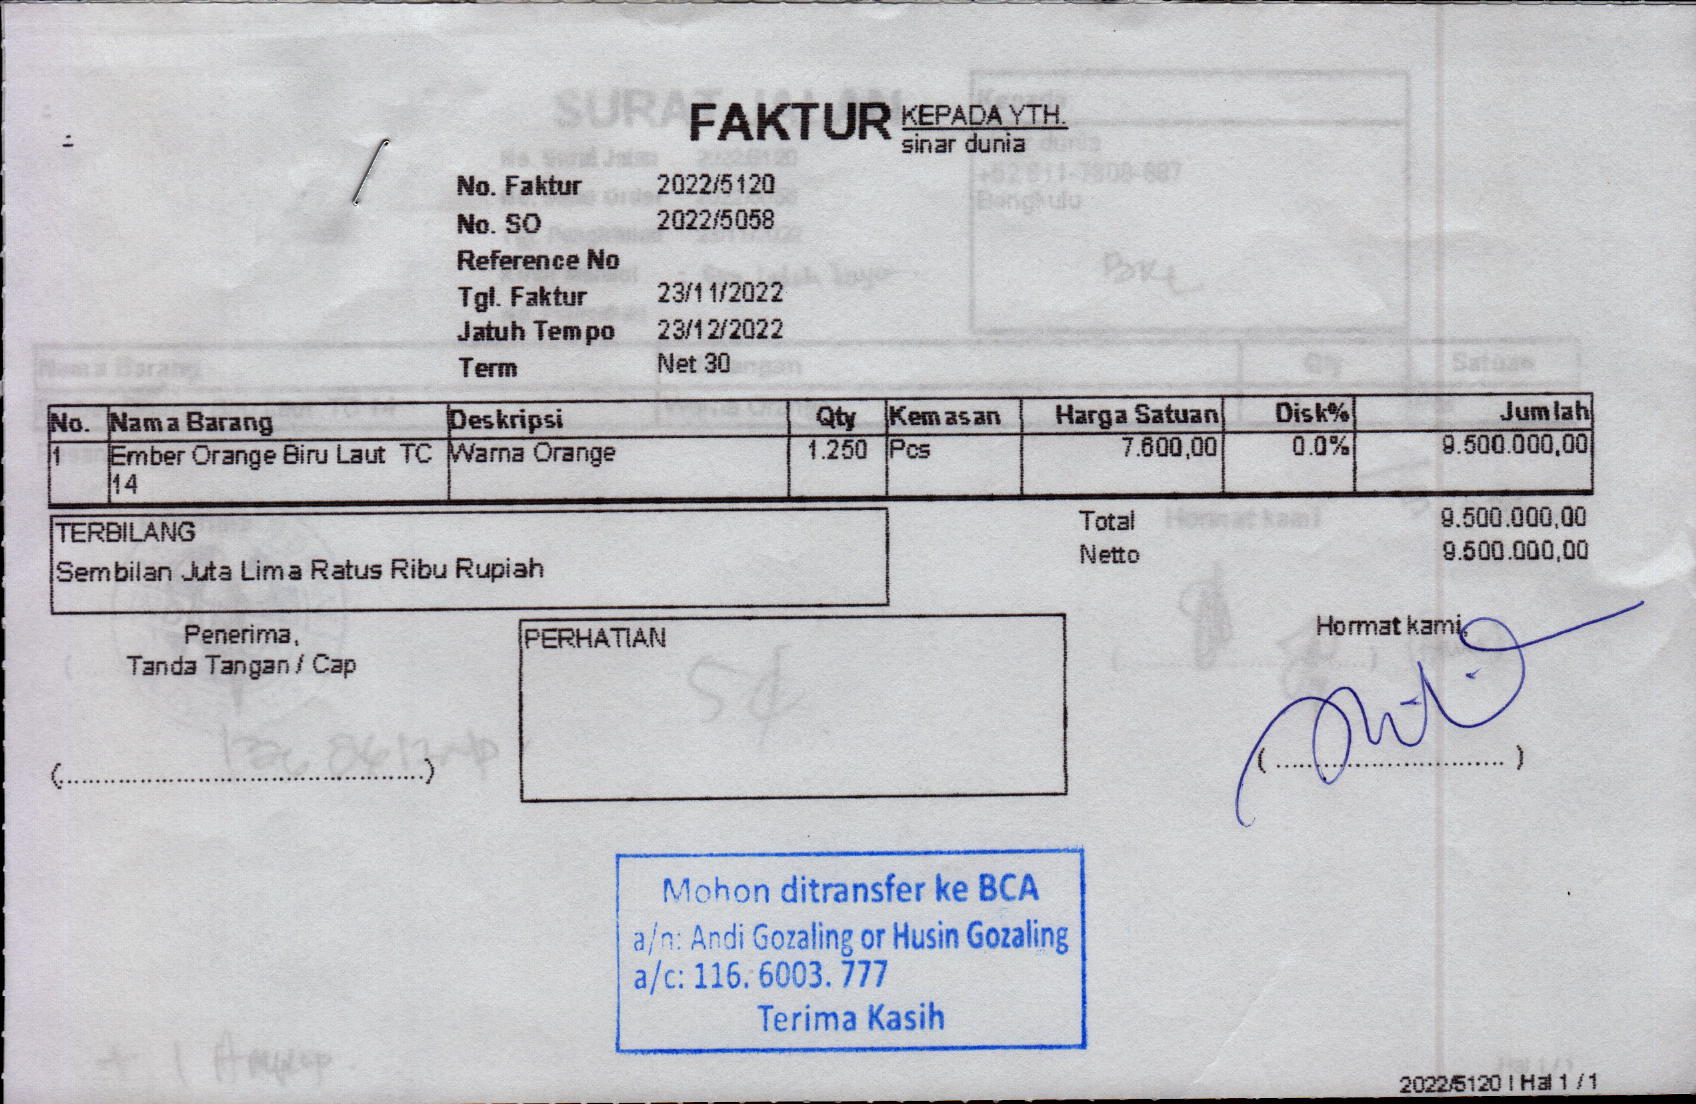 FAKTUR
KEPADA YTH.
sinar dunia
No. Faktur 2022/5120
No. SO 2022/5058
Reference No
Tgl. Faktur 23/11/2022
Jatuh Tempo 23/12/2022
Term Net 30
No. Nama Barang Deskripsi Qty Kemasan Harga Satuan Disk% Jumlah
1 Ember Orange Biru Laut TC Warna Orange 1.250 Pcs 7.600,00 0.0% 9.500.000,00
14
TERBILANG
Sembilan Juta Lima Ratus Ribu Rupiah
Total 9.500.000,00
Netto 9.500.000,00
Penerima,
Tanda Tangan / Cap
(..............................................)
PERHATIAN
Hormat kami,
( ............................... )
Mohon ditransfer ke BCA
a/n: Andi Gozaling or Husin Gozaling
a/c: 116. 6003. 777
Terima Kasih
2022/5120 | Hal 1 / 1